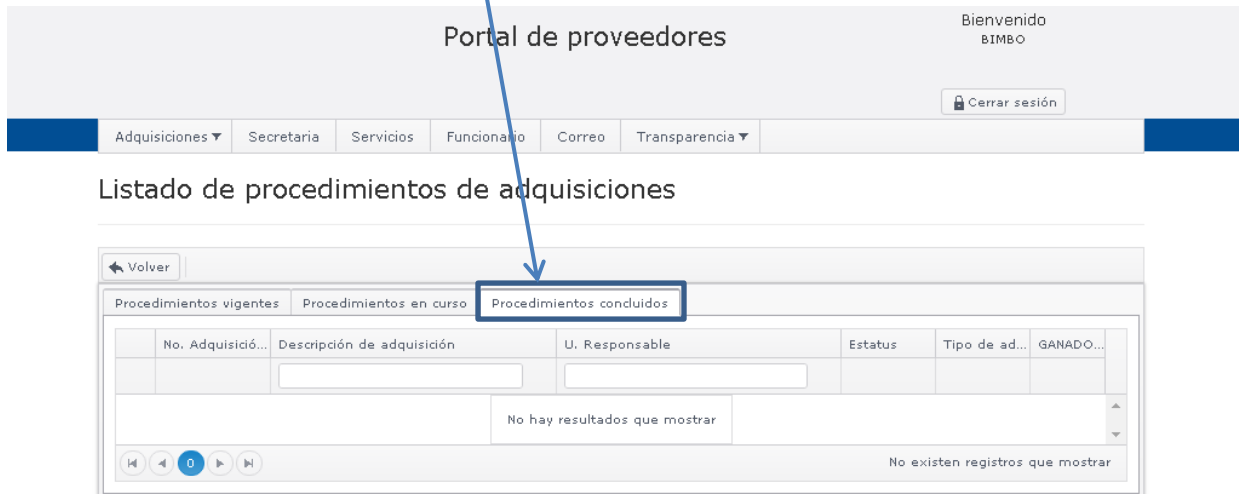 Portal de proveedores
Bienvenido
BIMBO
Cerrar sesión
Adquisiciones Secretaria Servicios Funcionario Correo Transparencia
Listado de procedimientos de adquisiciones
Volver
Procedimientos vigentes Procedimientos en curso Procedimientos concluidos
No. Adquisició... Descripción de adquisición U. Responsable Estatus Tipo de ad... GANADO...
No hay resultados que mostrar
0 No existen registros que mostrar